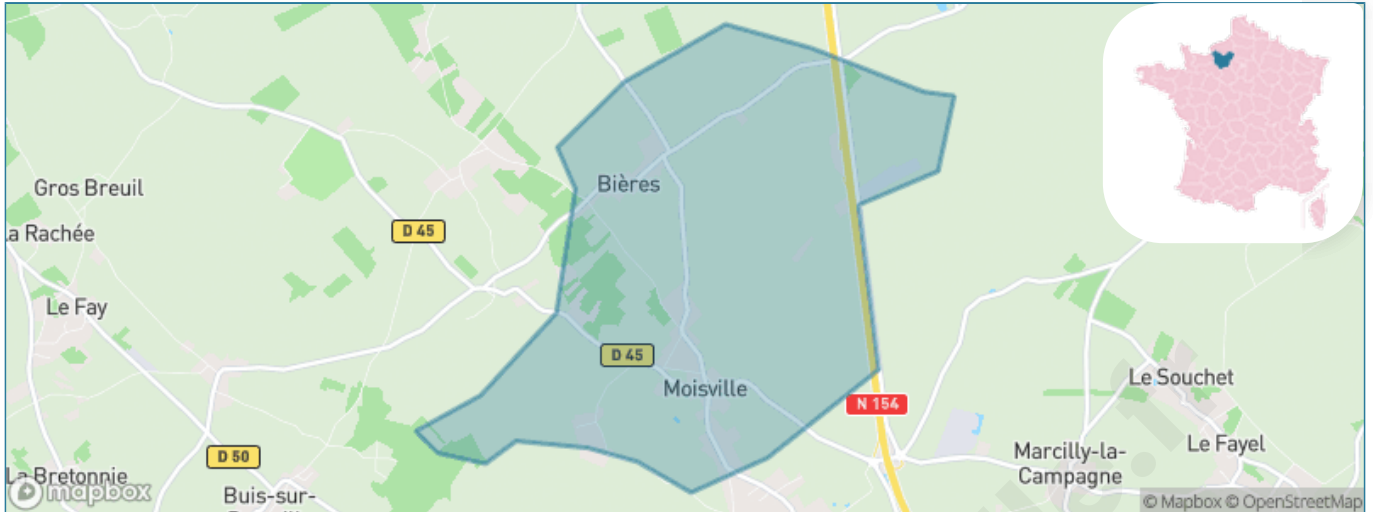 Gros Breuil
Bières
D 45
a Rachée
Le Fay
D 45
Moisville
Le Souchet
N 154
Le Fayel
Marcilly-la-
Campagne
D 50
La Bretonnie
Buis-sur-
mapbox
© Mapbox © OpenStreetMap